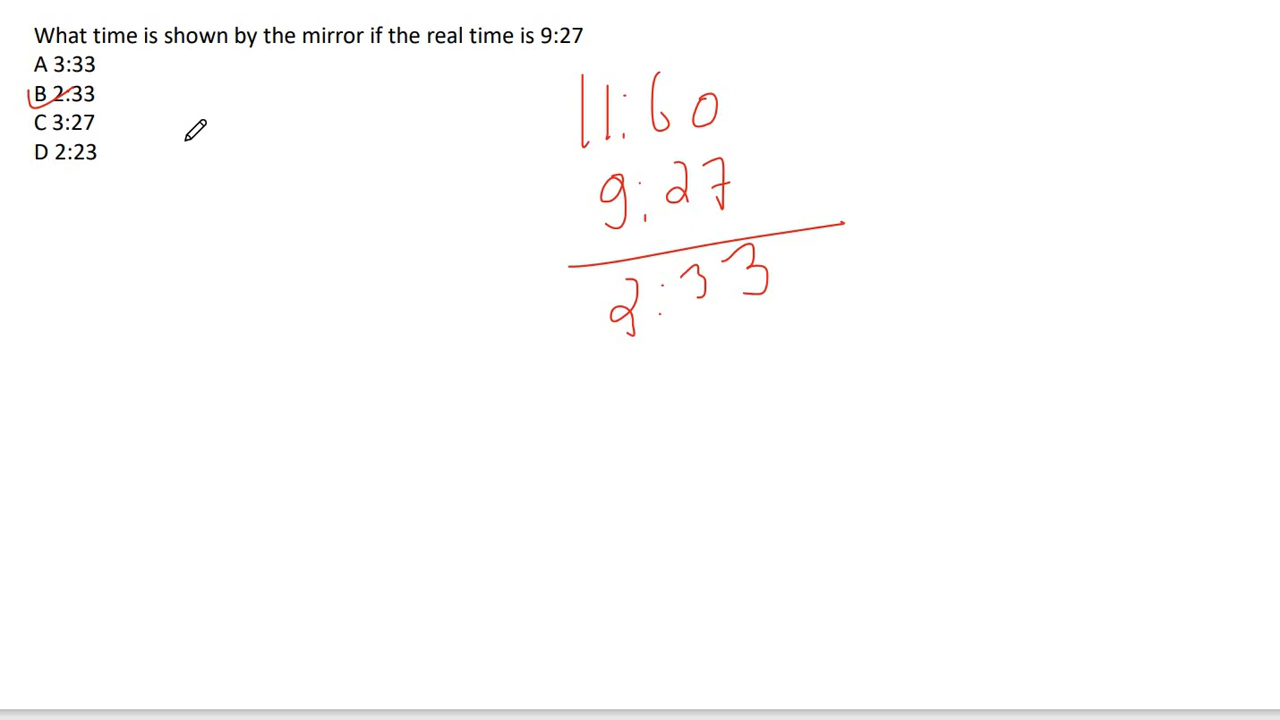 What time is shown by the mirror if the real time is 9:27
A 3:33
B 2:33
C 3:27
D 2:23
11:60
9:27
2:33